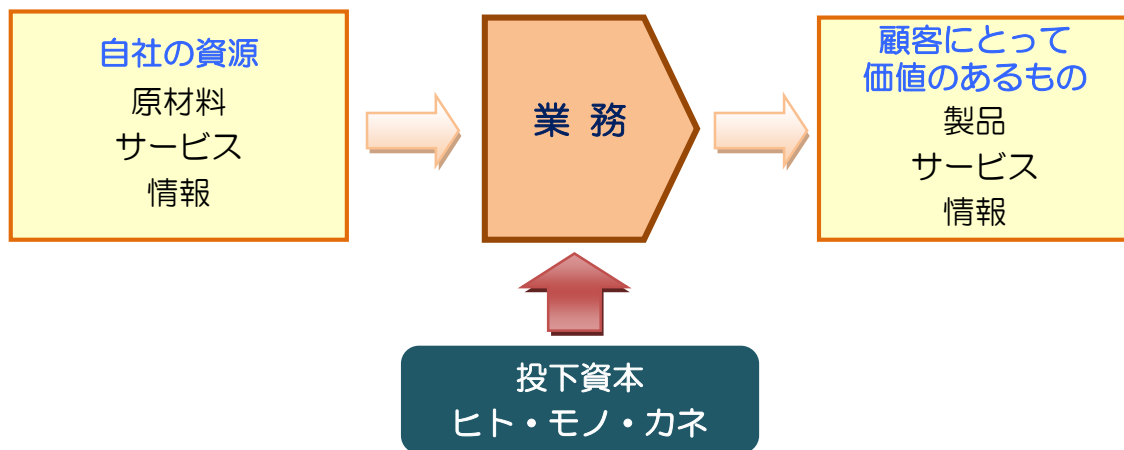 自社の資源
原材料
サービス
情報
業 務
顧客にとって
価値のあるもの
製品
サービス
情報
投下資本
ヒト・モノ・カネ